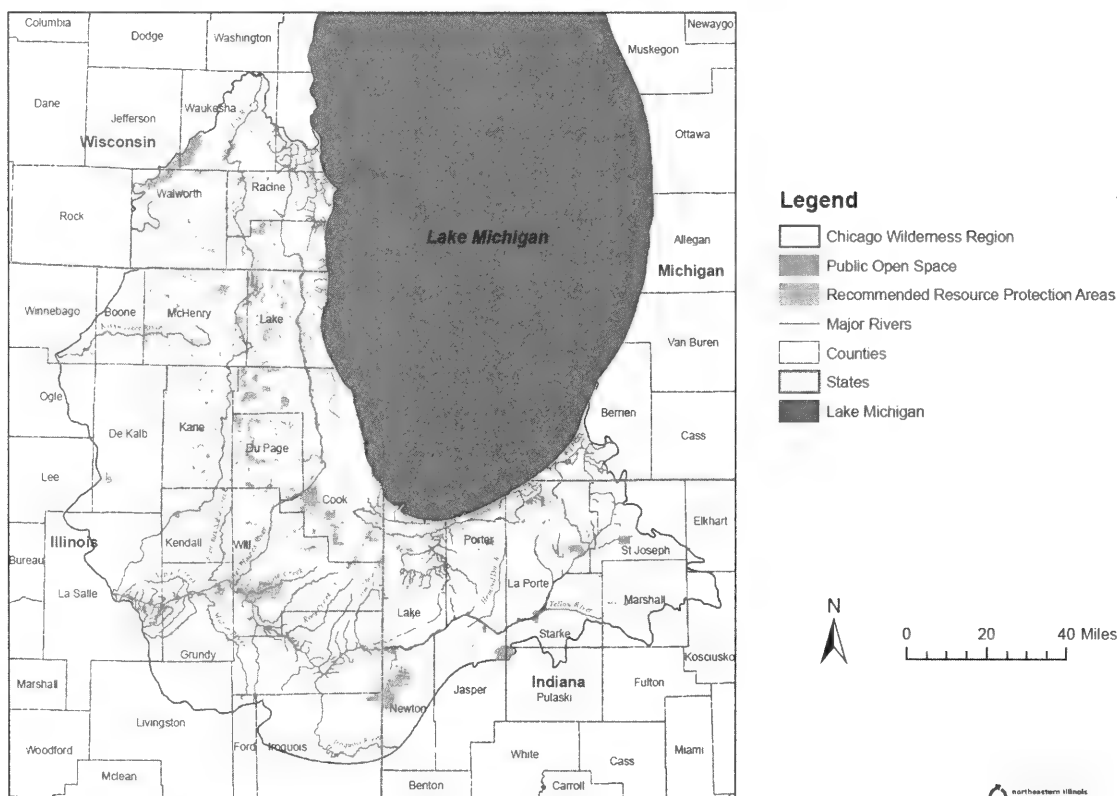 Columbia
Dodge
Washington
Newaygo
Muskegon
Dane
Jefferson
Waukesha
Wisconsin
Ottawa
Rock
Walworth
Racine
Lake Michigan
Allegan
Michigan
Winnebago
Boone
McHenry
Lake
Van Buren
Ogle
De Kalb
Kane
Du Page
Berrien
Cass
Lee
Cook
Bureau
Illinois
Kendall
Will
Porter
St Joseph
Elkhart
La Salle
La Porte
Lake
Yellow River
Marshall
Starke
Grundy
Kosciusko
Marshall
Livingston
Jasper
Indiana
Pulaski
Fulton
Newton
Iroquois River
Woodford
Ford
Iroquois
White
Cass
Miami
Mclean
Benton
Carroll
Legend
Chicago Wilderness Region
Public Open Space
Recommended Resource Protection Areas
Major Rivers
Counties
States
Lake Michigan
N
0 20 40 Miles
northeastern illinois